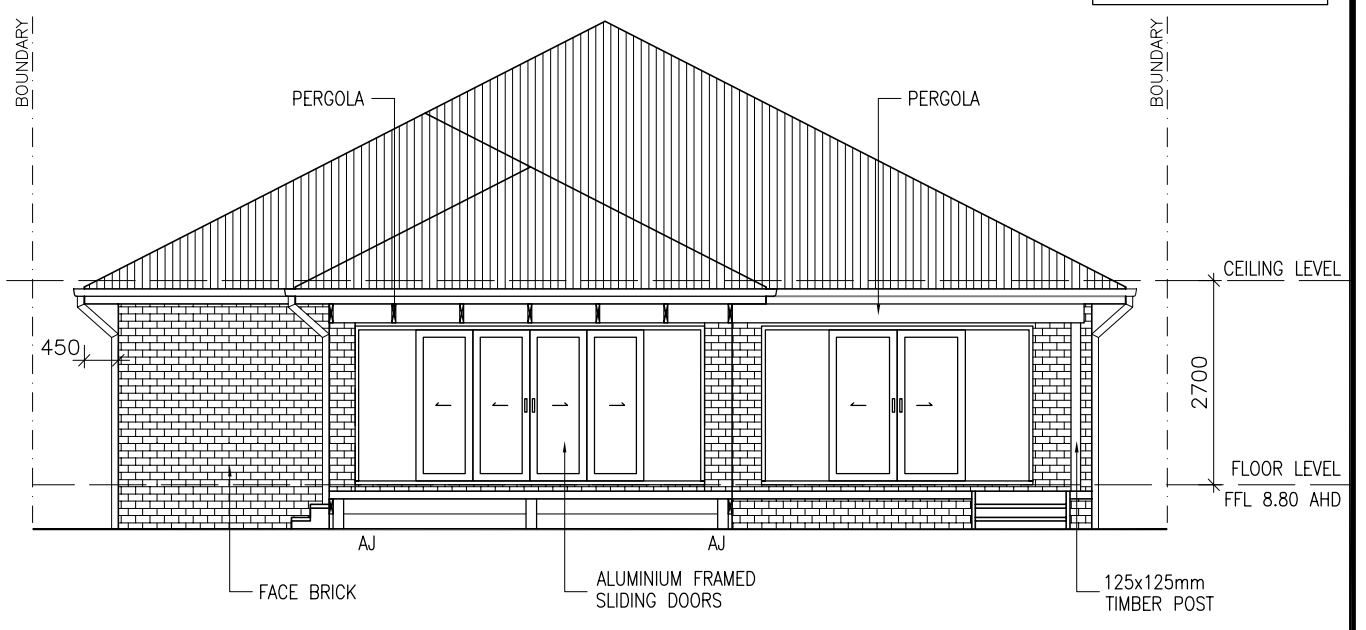 BOUNDARY
BOUNDARY
PERGOLA
PERGOLA
CEILING LEVEL
450
2700
FLOOR LEVEL
FFL 8.80 AHD
AJ
AJ
FACE BRICK
ALUMINIUM FRAMED
SLIDING DOORS
125x125mm
TIMBER POST